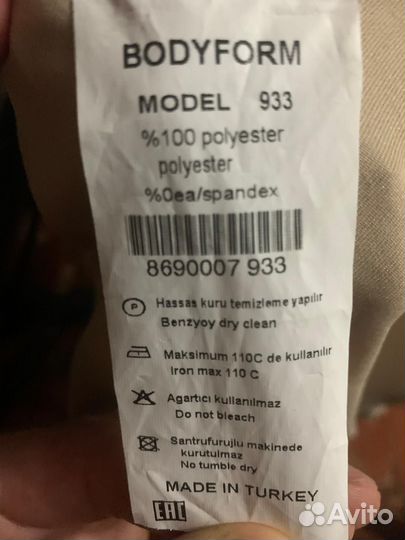 BODYFORM
MODEL 933
%100 polyester
polyester
%0ea/spandex
8690007 933
P Hassas kuru temizleme yapılır
Benzyoy dry clean
Maksimum 110C de kullanılır
Iron max 110 C
Agartıcı kullanılmaz
Do not bleach
Santrufurujlu makinede
kurutulmaz
No tumble dry
MADE IN TURKEY
EAC
Avito